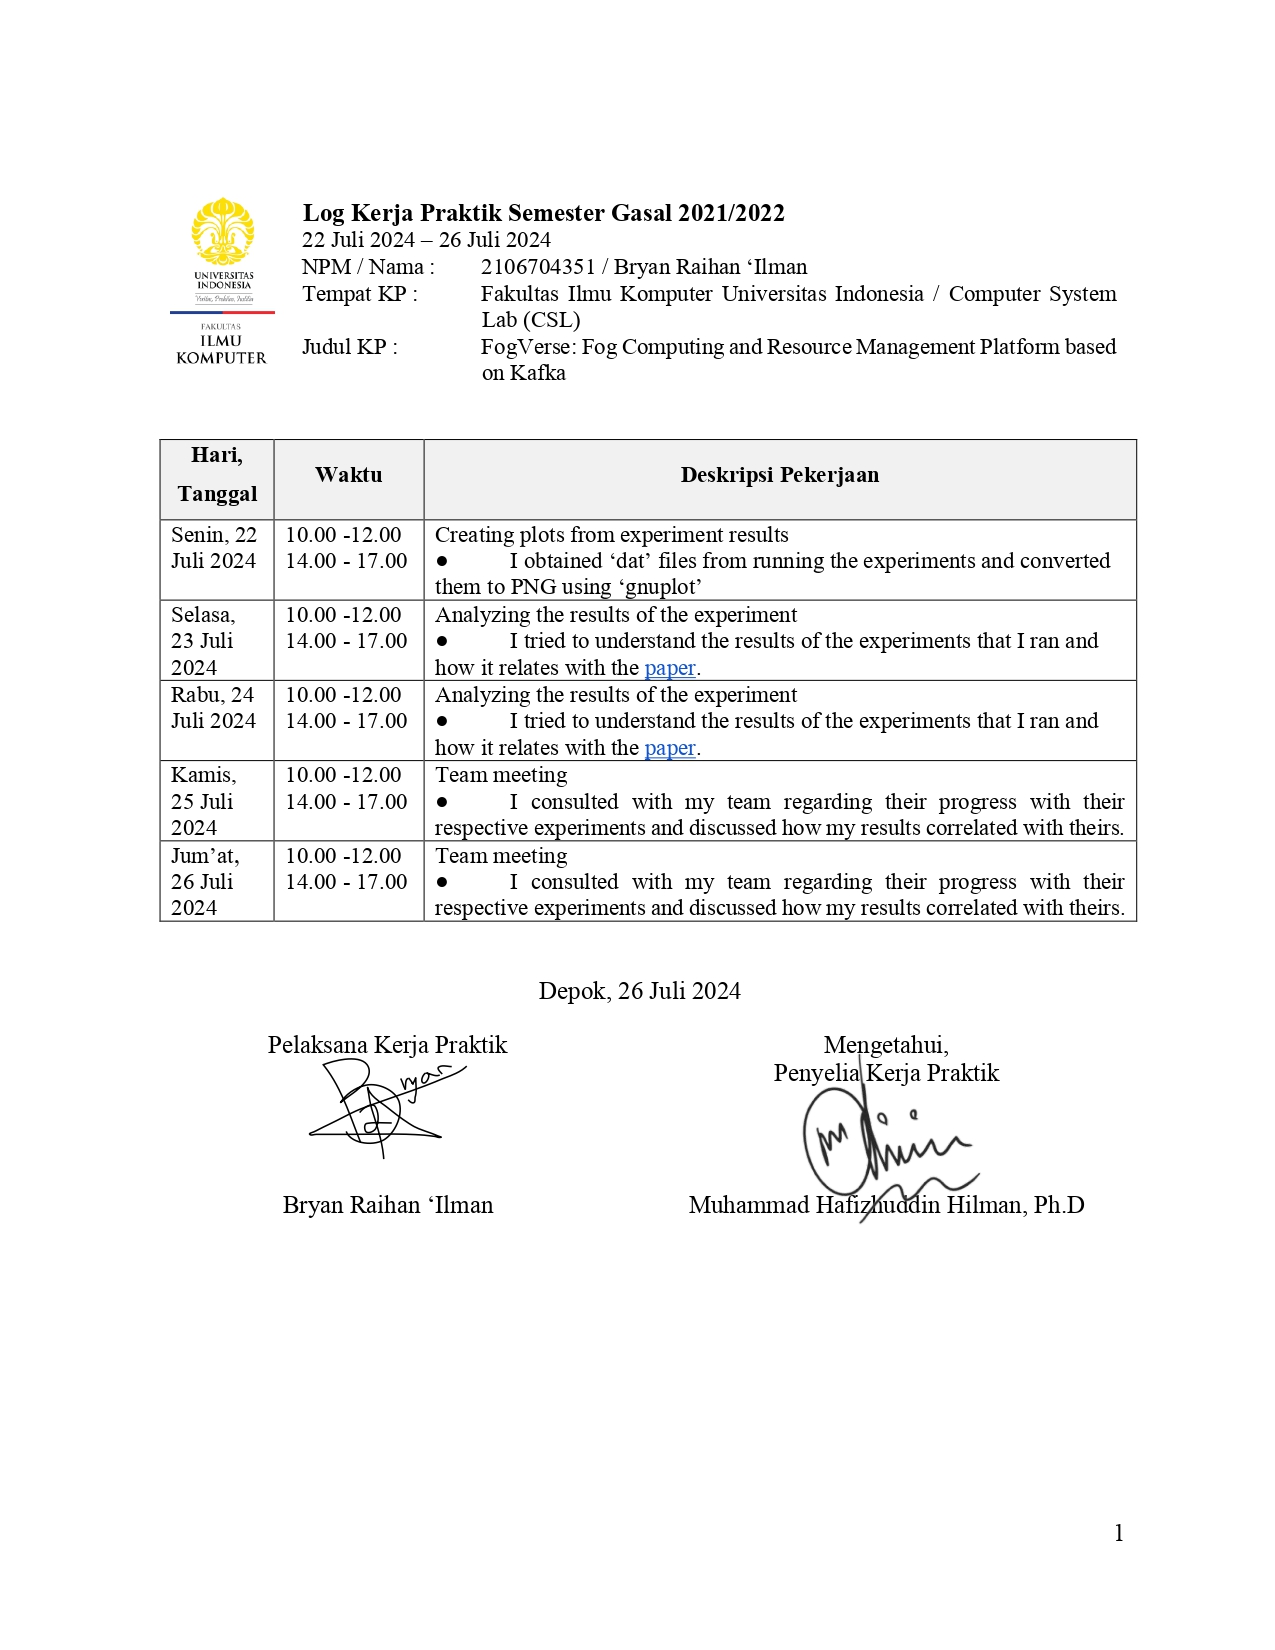 Log Kerja Praktik Semester Gasal 2021/2022
22 Juli 2024 – 26 Juli 2024
NPM / Nama : 2106704351 / Bryan Raihan ‘Ilman
Tempat KP : Fakultas Ilmu Komputer Universitas Indonesia / Computer System
Lab (CSL)
Judul KP : FogVerse: Fog Computing and Resource Management Platform based
on Kafka
UNIVERSITAS
INDONESIA
Veritas, Probitas, Iustitia
FAKULTAS
ILMU
KOMPUTER
Hari,
Tanggal
Waktu
Deskripsi Pekerjaan
Senin, 22
Juli 2024
10.00 -12.00
14.00 - 17.00
Creating plots from experiment results
● I obtained ‘dat’ files from running the experiments and converted
them to PNG using ‘gnuplot’
Selasa,
23 Juli
2024
10.00 -12.00
14.00 - 17.00
Analyzing the results of the experiment
● I tried to understand the results of the experiments that I ran and
how it relates with the paper.
Rabu, 24
Juli 2024
10.00 -12.00
14.00 - 17.00
Analyzing the results of the experiment
● I tried to understand the results of the experiments that I ran and
how it relates with the paper.
Kamis,
25 Juli
2024
10.00 -12.00
14.00 - 17.00
Team meeting
● I consulted with my team regarding their progress with their
respective experiments and discussed how my results correlated with theirs.
Jum’at,
26 Juli
2024
10.00 -12.00
14.00 - 17.00
Team meeting
● I consulted with my team regarding their progress with their
respective experiments and discussed how my results correlated with theirs.
Depok, 26 Juli 2024
Pelaksana Kerja Praktik
Bryan Raihan ‘Ilman
Mengetahui,
Penyelia Kerja Praktik
Muhammad Hafizhuddin Hilman, Ph.D
1